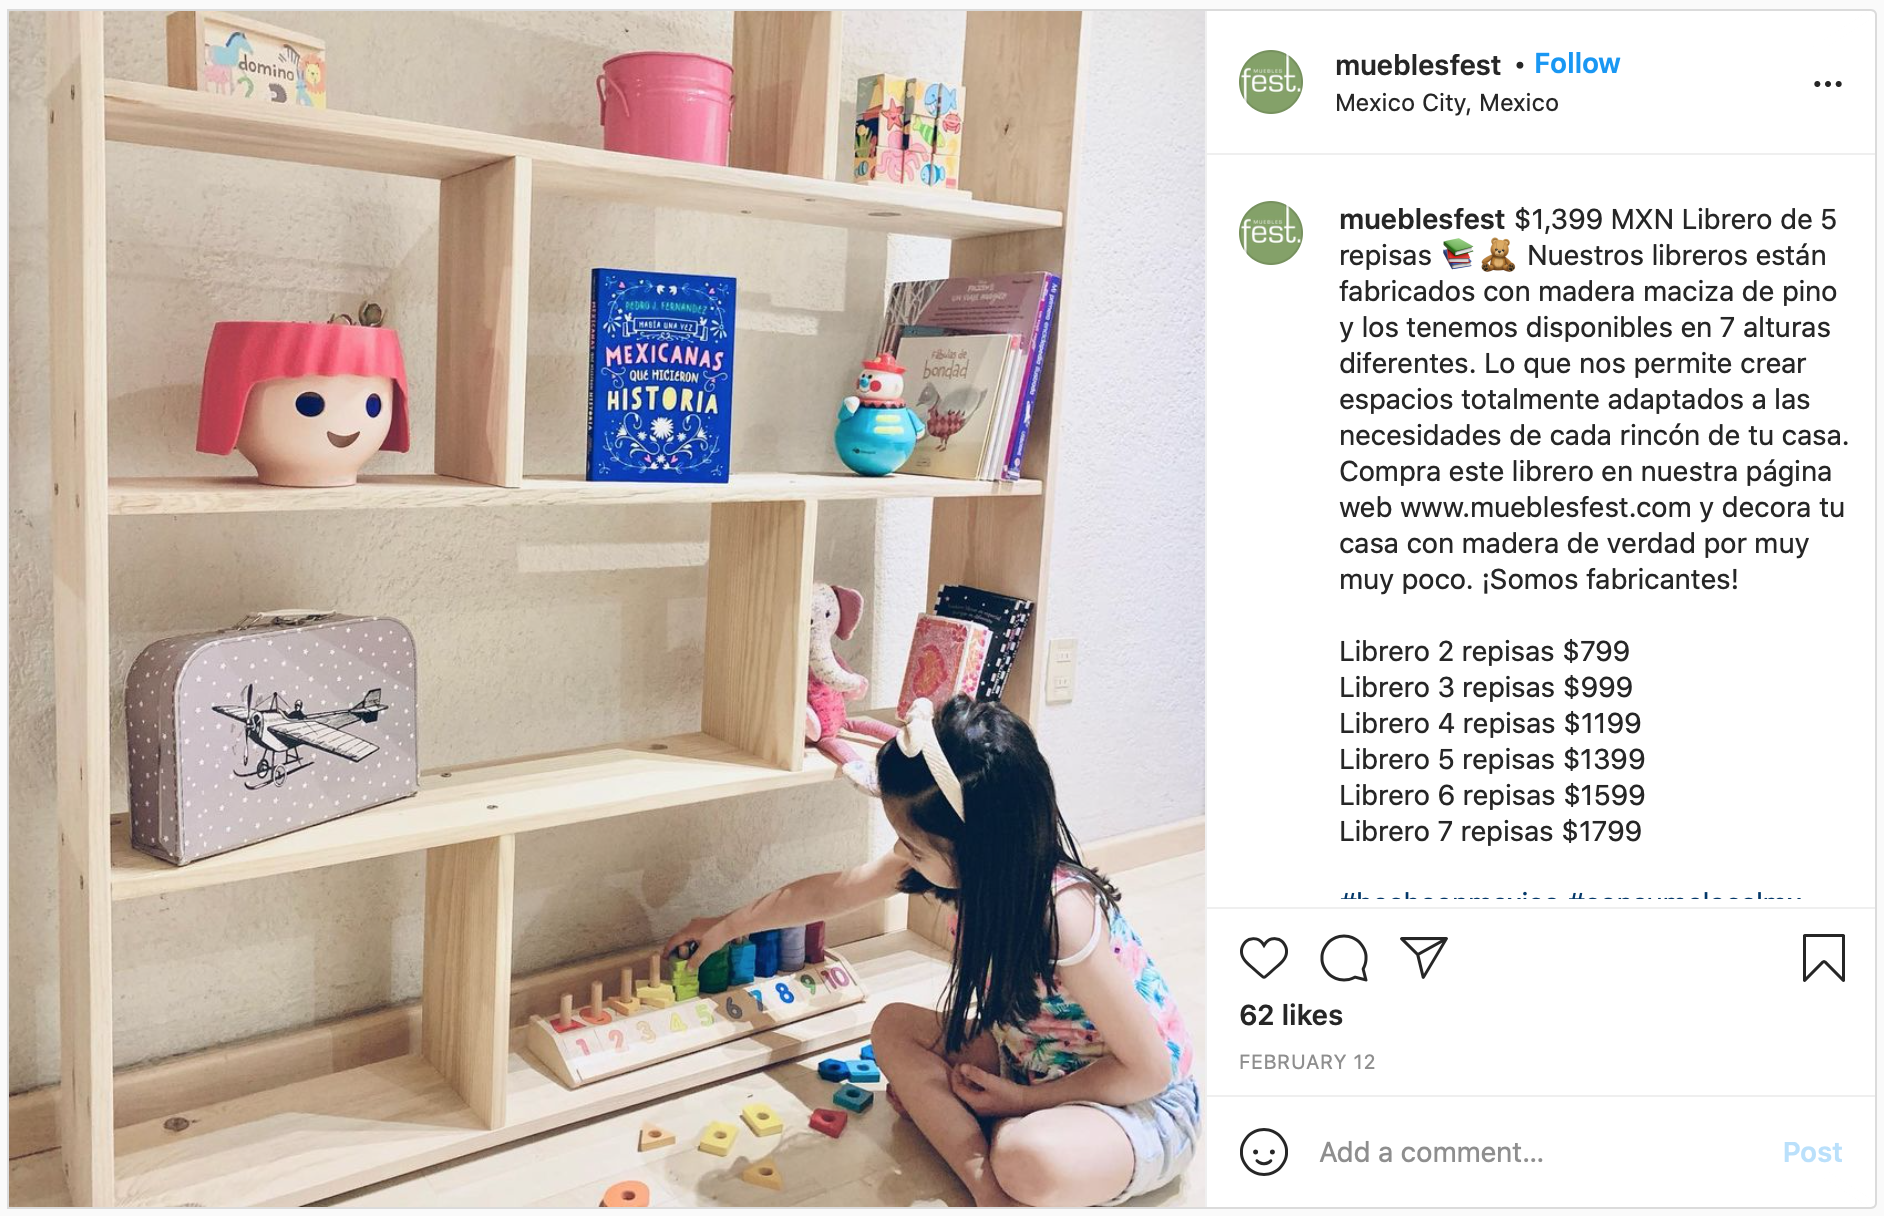 domino
PEDRO J. FERNÁNDEZ
HABÍA UNA VEZ
MEXICANAS
QUE HICIERON
HISTORIA
Fábulas de
bondad
1 2 3 4 5 6 7 8 9 10
MUEBLES
fest.
mueblesfest • Follow
Mexico City, Mexico
MUEBLES
fest.
mueblesfest $1,399 MXN Librero de 5
repisas 📚🧸 Nuestros libreros están
fabricados con madera maciza de pino
y los tenemos disponibles en 7 alturas
diferentes. Lo que nos permite crear
espacios totalmente adaptados a las
necesidades de cada rincón de tu casa.
Compra este librero en nuestra página
web www.mueblesfest.com y decora tu
casa con madera de verdad por muy
muy poco. ¡Somos fabricantes!
Librero 2 repisas $799
Librero 3 repisas $999
Librero 4 repisas $1199
Librero 5 repisas $1399
Librero 6 repisas $1599
Librero 7 repisas $1799
62 likes
FEBRUARY 12
Add a comment... Post